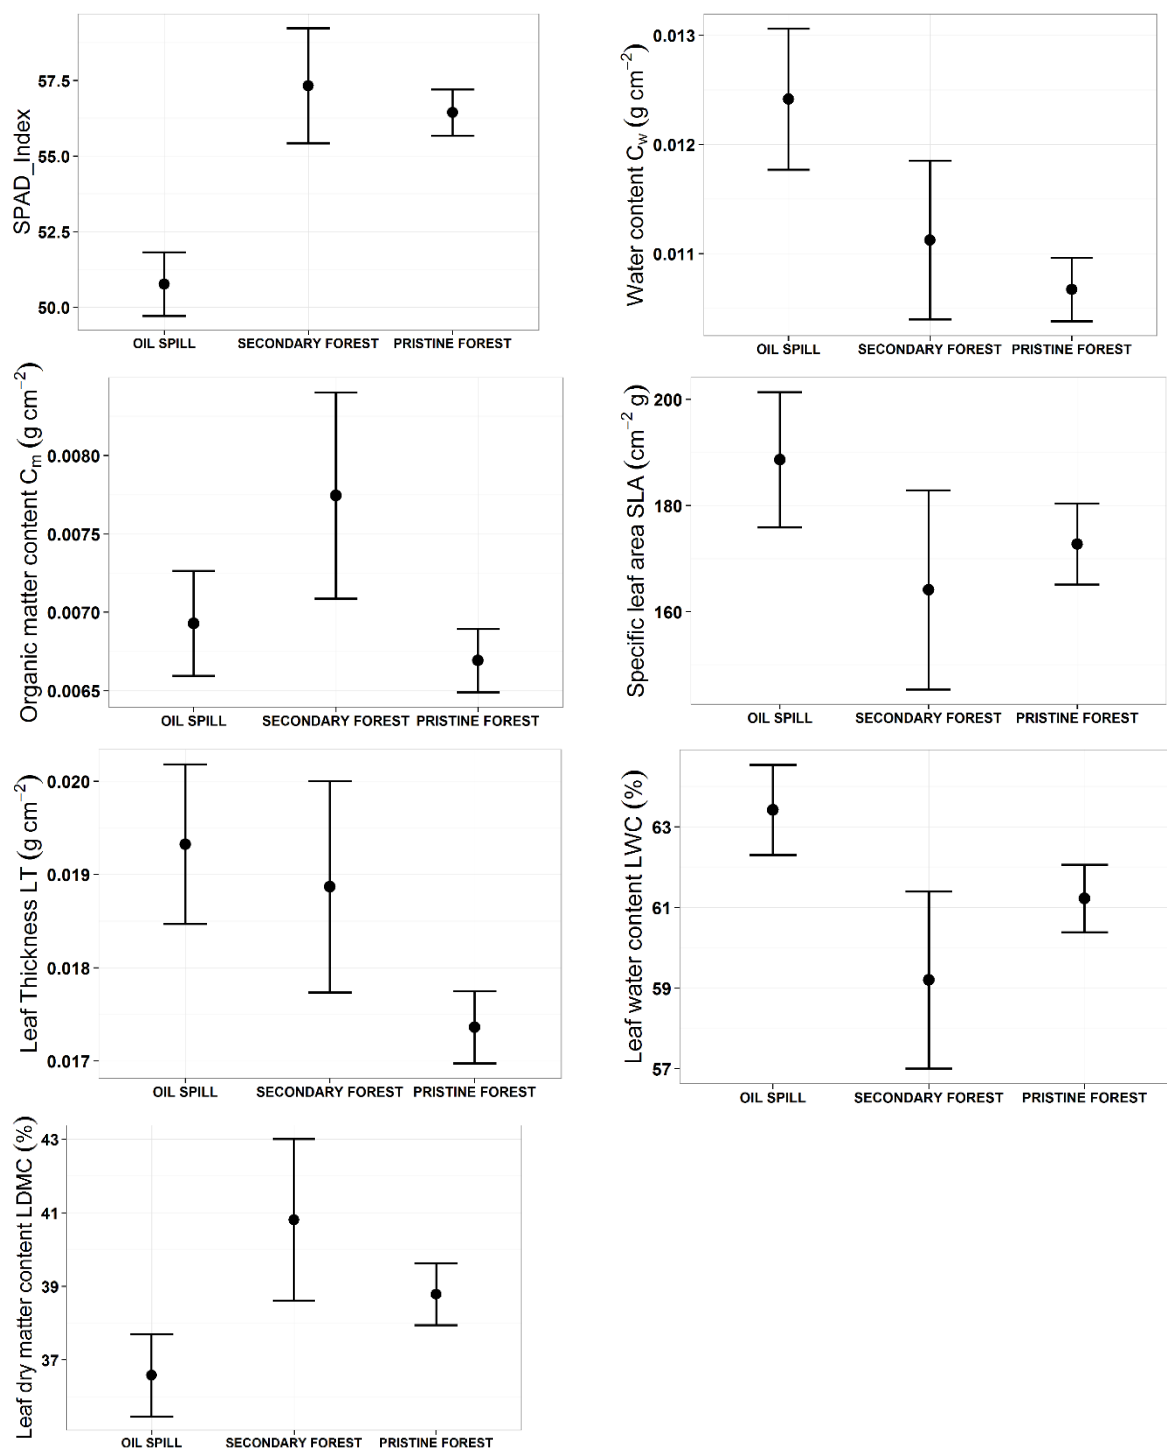 SPAD_Index
57.5
55.0
52.5
50.0
OIL SPILL SECONDARY FOREST PRISTINE FOREST
Water content Cw (g cm−2)
0.013
0.012
0.011
OIL SPILL SECONDARY FOREST PRISTINE FOREST
Organic matter content Cm (g cm−2)
0.0080
0.0075
0.0070
0.0065
OIL SPILL SECONDARY FOREST PRISTINE FOREST
Specific leaf area SLA (cm−2 g)
200
180
160
OIL SPILL SECONDARY FOREST PRISTINE FOREST
Leaf Thickness LT (g cm−2)
0.020
0.019
0.018
0.017
OIL SPILL SECONDARY FOREST PRISTINE FOREST
Leaf water content LWC (%)
63
61
59
57
OIL SPILL SECONDARY FOREST PRISTINE FOREST
Leaf dry matter content LDMC (%)
43
41
39
37
OIL SPILL SECONDARY FOREST PRISTINE FOREST